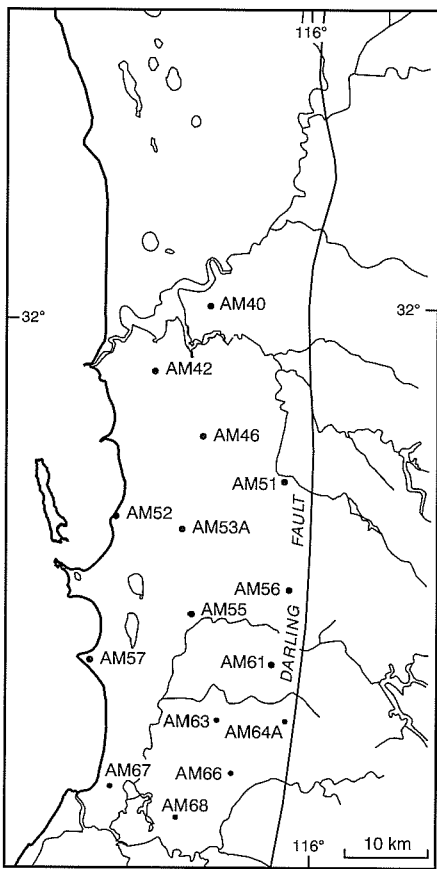 116°
32°
32°
AM40
AM42
AM46
AM51
AM52
AM53A
DARLING FAULT
AM56
AM55
AM57
AM61
AM63
AM64A
AM67
AM66
AM68
116°
10 km